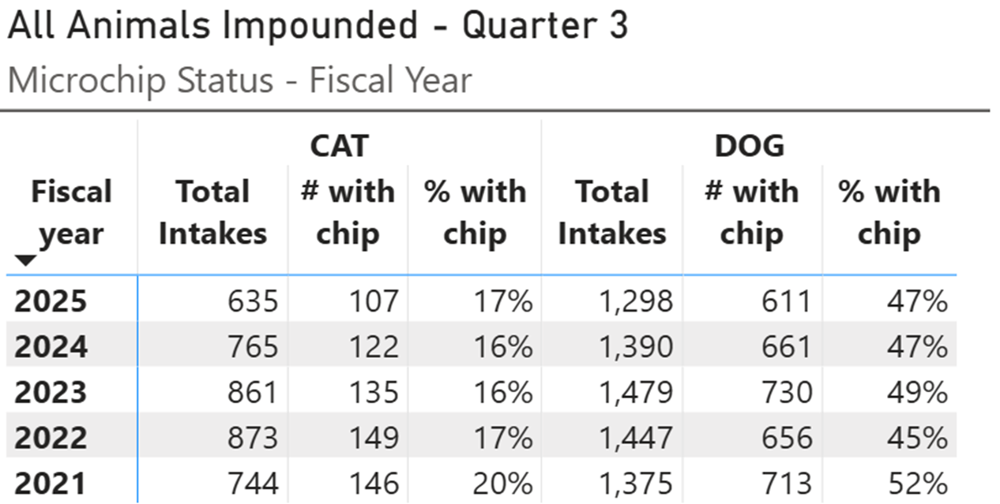 All Animals Impounded - Quarter 3
Microchip Status - Fiscal Year
CAT DOG
Fiscal year Total Intakes # with chip % with chip Total Intakes # with chip % with chip
2025 635 107 17% 1,298 611 47%
2024 765 122 16% 1,390 661 47%
2023 861 135 16% 1,479 730 49%
2022 873 149 17% 1,447 656 45%
2021 744 146 20% 1,375 713 52%